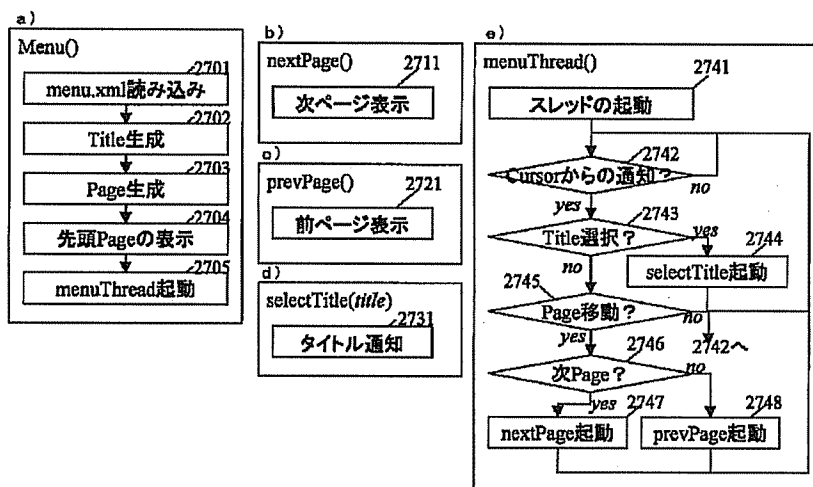 a)
Menu()
2701
menu.xml読み込み
2702
Title生成
2703
Page生成
2704
先頭Pageの表示
2705
menuThread起動
b)
nextPage()
2711
次ページ表示
c)
prevPage()
2721
前ページ表示
d)
selectTitle(title)
2731
タイトル通知
e)
menuThread()
2741
スレッドの起動
2742
Cursorからの通知?
no
yes
2743
Title選択?
yes
2744
no
selectTitle起動
2745
Page移動?
no
yes
2742へ
2746
次Page?
no
yes
2747
nextPage起動
2748
prevPage起動